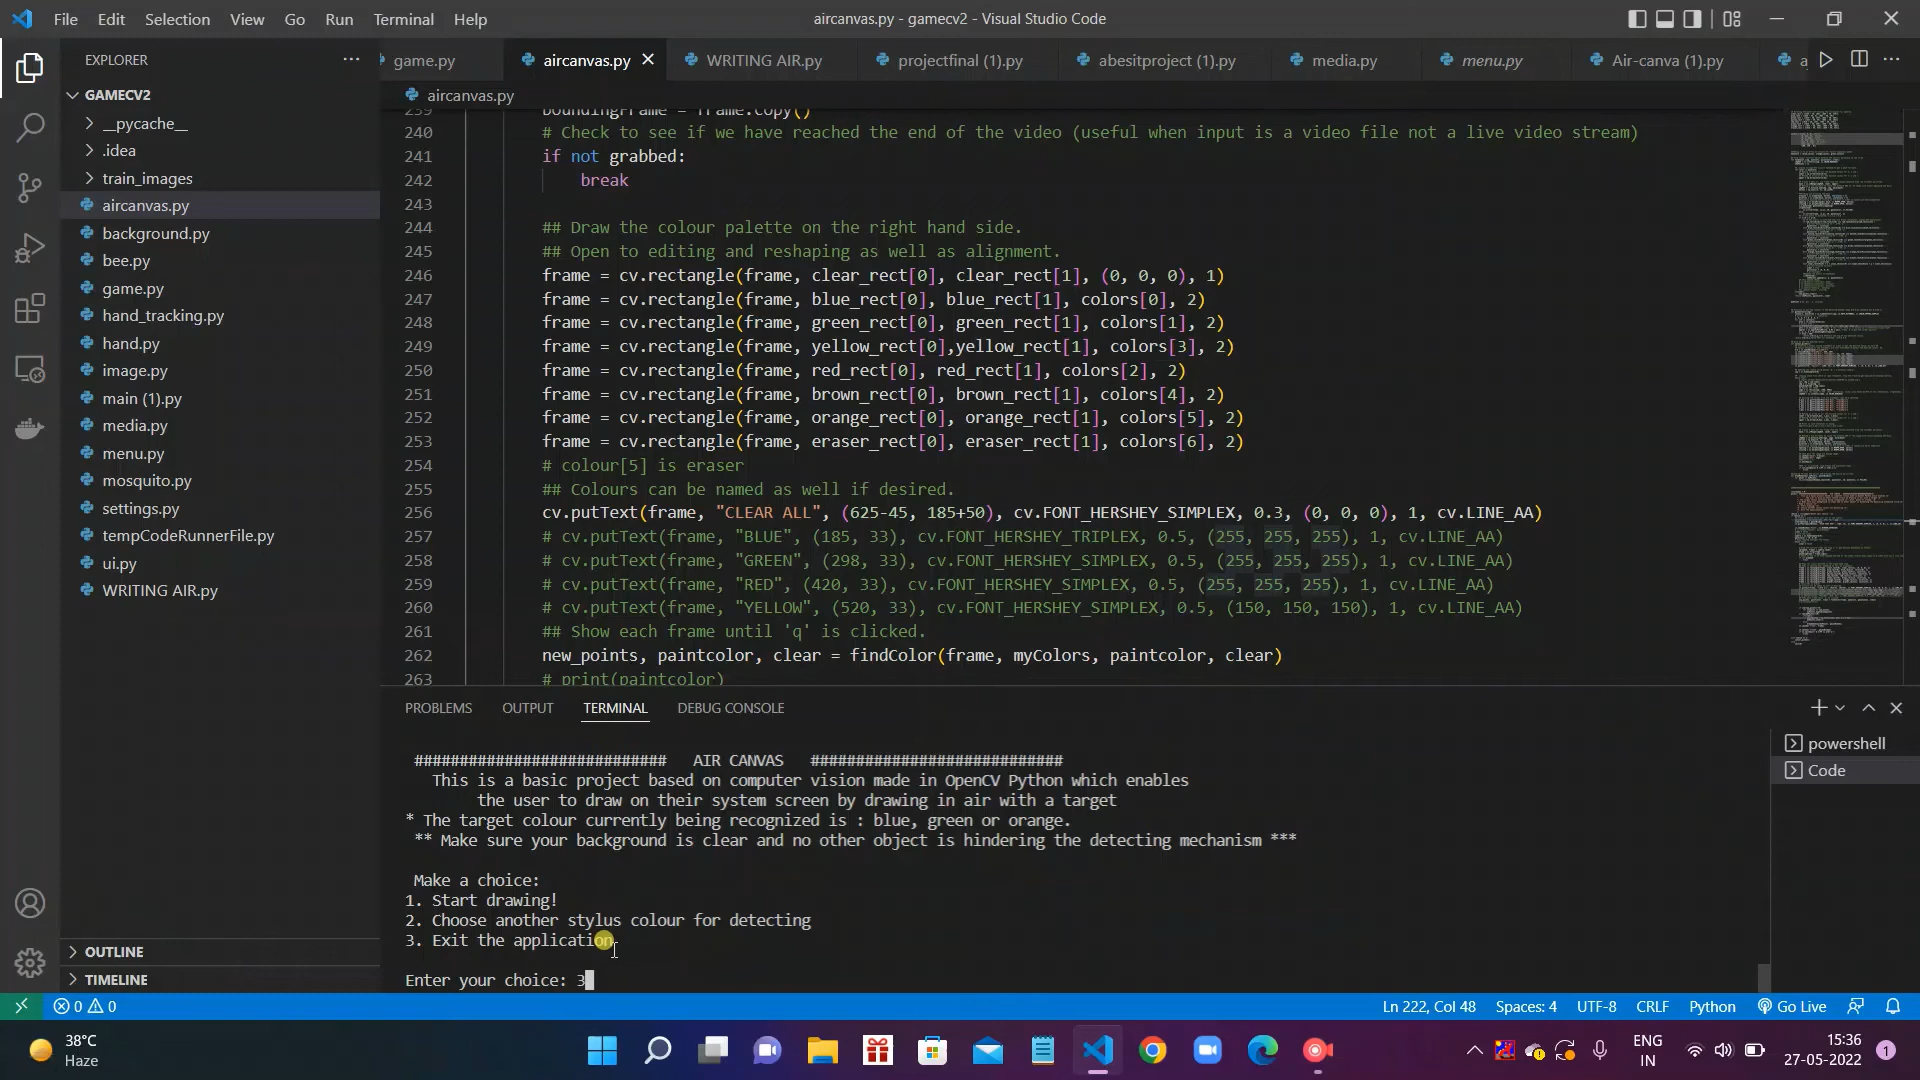 File Edit Selection View Go Run Terminal Help
aircanvas.py - gamecv2 - Visual Studio Code
EXPLORER
game.py aircanvas.py WRITING AIR.py projectfinal (1).py abesitproject (1).py media.py menu.py Air-canva (1).py a
GAMECV2
__pycache__
.idea
train_images
aircanvas.py
background.py
bee.py
game.py
hand_tracking.py
hand.py
image.py
main (1).py
media.py
menu.py
mosquito.py
settings.py
tempCodeRunnerFile.py
ui.py
WRITING AIR.py
OUTLINE
TIMELINE
aircanvas.py
239 boundingFrame = frame.copy()
240 # Check to see if we have reached the end of the video (useful when input is a video file not a live video stream)
241 if not grabbed:
242 break
243
244 ## Draw the colour palette on the right hand side.
245 ## Open to editing and reshaping as well as alignment.
246 frame = cv.rectangle(frame, clear_rect[0], clear_rect[1], (0, 0, 0), 1)
247 frame = cv.rectangle(frame, blue_rect[0], blue_rect[1], colors[0], 2)
248 frame = cv.rectangle(frame, green_rect[0], green_rect[1], colors[1], 2)
249 frame = cv.rectangle(frame, yellow_rect[0],yellow_rect[1], colors[3], 2)
250 frame = cv.rectangle(frame, red_rect[0], red_rect[1], colors[2], 2)
251 frame = cv.rectangle(frame, brown_rect[0], brown_rect[1], colors[4], 2)
252 frame = cv.rectangle(frame, orange_rect[0], orange_rect[1], colors[5], 2)
253 frame = cv.rectangle(frame, eraser_rect[0], eraser_rect[1], colors[6], 2)
254 # colour[5] is eraser
255 ## Colours can be named as well if desired.
256 cv.putText(frame, "CLEAR ALL", (625-45, 185+50), cv.FONT_HERSHEY_SIMPLEX, 0.3, (0, 0, 0), 1, cv.LINE_AA)
257 # cv.putText(frame, "BLUE", (185, 33), cv.FONT_HERSHEY_TRIPLEX, 0.5, (255, 255, 255), 1, cv.LINE_AA)
258 # cv.putText(frame, "GREEN", (298, 33), cv.FONT_HERSHEY_SIMPLEX, 0.5, (255, 255, 255), 1, cv.LINE_AA)
259 # cv.putText(frame, "RED", (420, 33), cv.FONT_HERSHEY_SIMPLEX, 0.5, (255, 255, 255), 1, cv.LINE_AA)
260 # cv.putText(frame, "YELLOW", (520, 33), cv.FONT_HERSHEY_SIMPLEX, 0.5, (150, 150, 150), 1, cv.LINE_AA)
261 ## Show each frame until 'q' is clicked.
262 new_points, paintcolor, clear = findColor(frame, myColors, paintcolor, clear)
263 # print(paintcolor)
PROBLEMS OUTPUT TERMINAL DEBUG CONSOLE
powershell
Code
############################ AIR CANVAS ############################
This is a basic project based on computer vision made in OpenCV Python which enables
the user to draw on their system screen by drawing in air with a target
* The target colour currently being recognized is : blue, green or orange.
** Make sure your background is clear and no other object is hindering the detecting mechanism ***
Make a choice:
1. Start drawing!
2. Choose another stylus colour for detecting
3. Exit the application
Enter your choice: 3
0 0
Ln 222, Col 48 Spaces: 4 UTF-8 CRLF Python Go Live
38°C
Haze
ENG
IN
15:36
27-05-2022
1